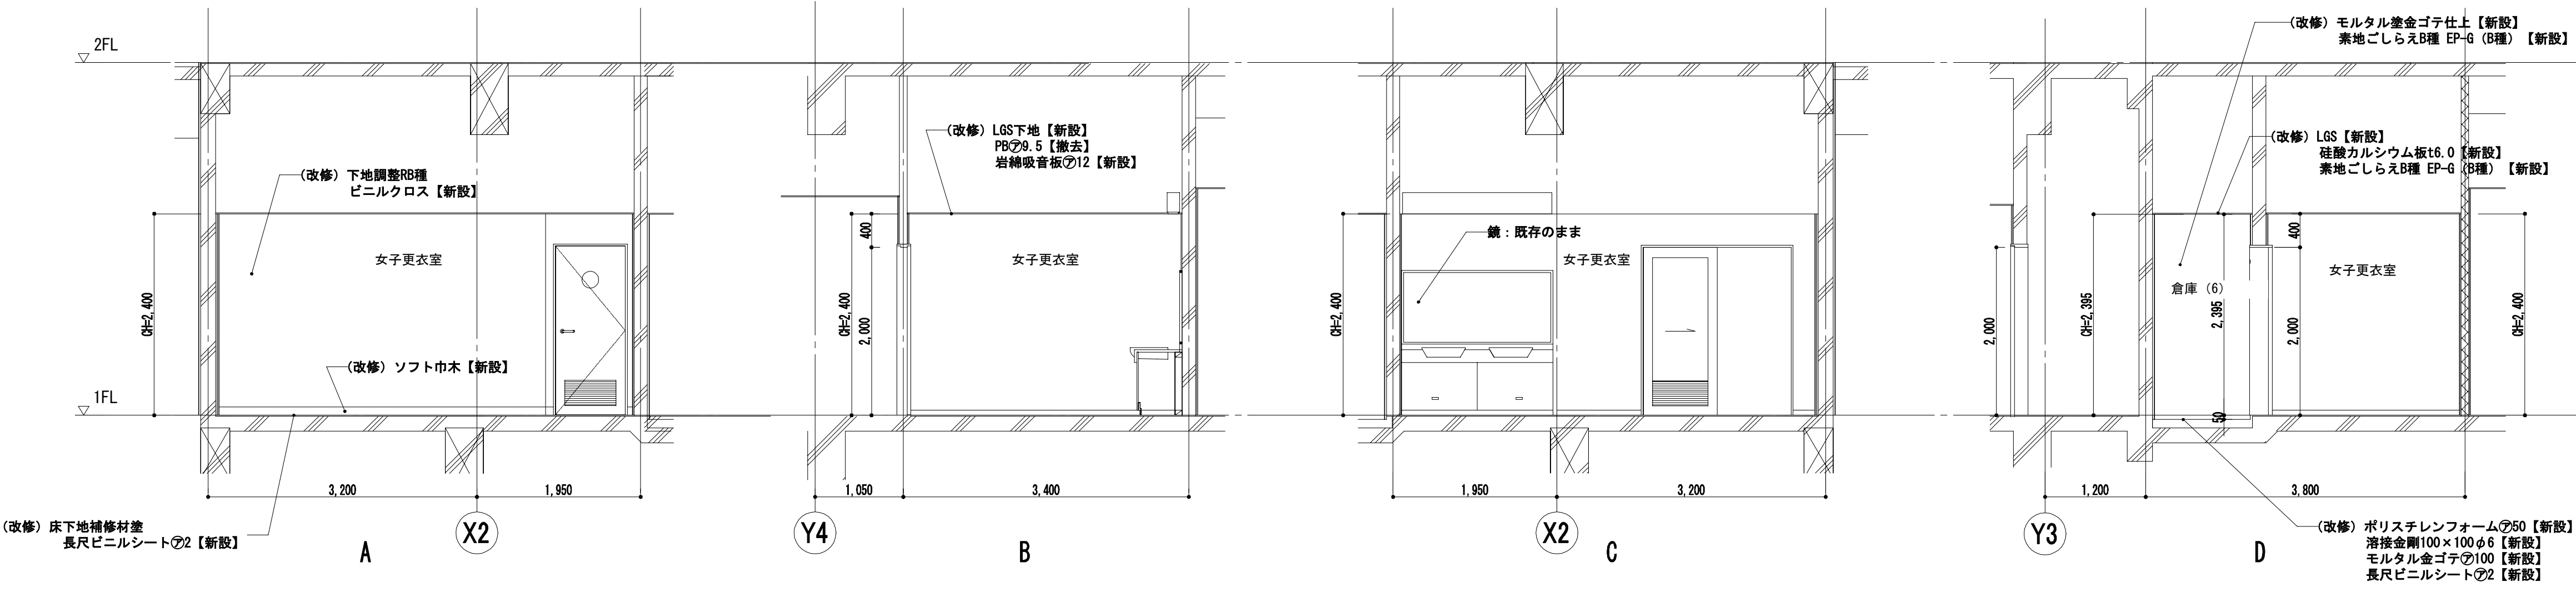 2FL
1FL
(改修) 下地調整RB種
ビニルクロス【新設】
女子更衣室
CH=2,400
(改修) ソフト巾木【新設】
3,200
1,950
(改修) 床下地補修材塗
長尺ビニルシート㋐2【新設】
X2
A
(改修) LGS下地【新設】
PB㋐9.5【撤去】
岩綿吸音板㋐12【新設】
400
女子更衣室
CH=2,400
2,000
1,050
3,400
Y4
B
鏡：既存のまま
女子更衣室
CH=2,400
1,950
3,200
X2
C
(改修) モルタル塗金ゴテ仕上【新設】
素地ごしらえB種 EP-G (B種) 【新設】
(改修) LGS【新設】
硅酸カルシウム板t6.0【新設】
素地ごしらえB種 EP-G (B種) 【新設】
400
女子更衣室
倉庫 (6)
2,000
CH=2,395
2,395
2,000
CH=2,400
50
1,200
3,800
(改修) ポリスチレンフォーム㋐50【新設】
溶接金剛100×100φ6【新設】
モルタル金ゴテ㋐100【新設】
長尺ビニルシート㋐2【新設】
Y3
D